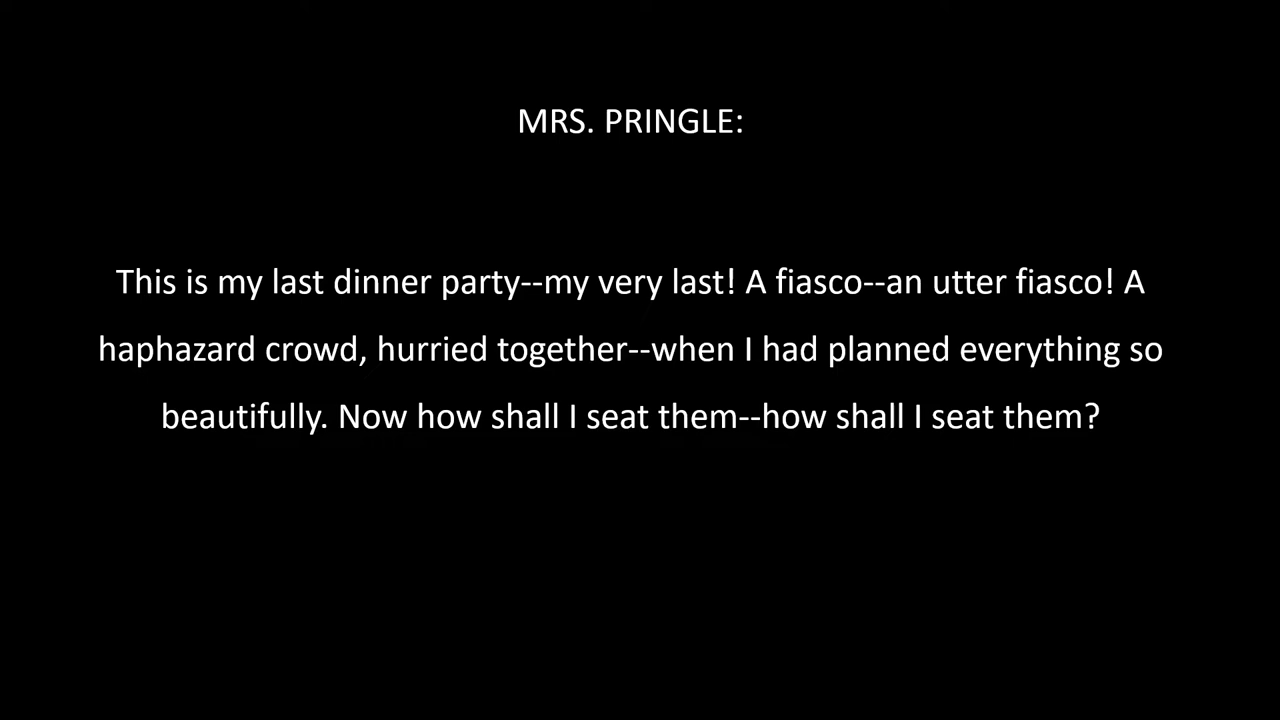 MRS. PRINGLE:
This is my last dinner party--my very last! A fiasco--an utter fiasco! A
haphazard crowd, hurried together--when I had planned everything so
beautifully. Now how shall I seat them--how shall I seat them?